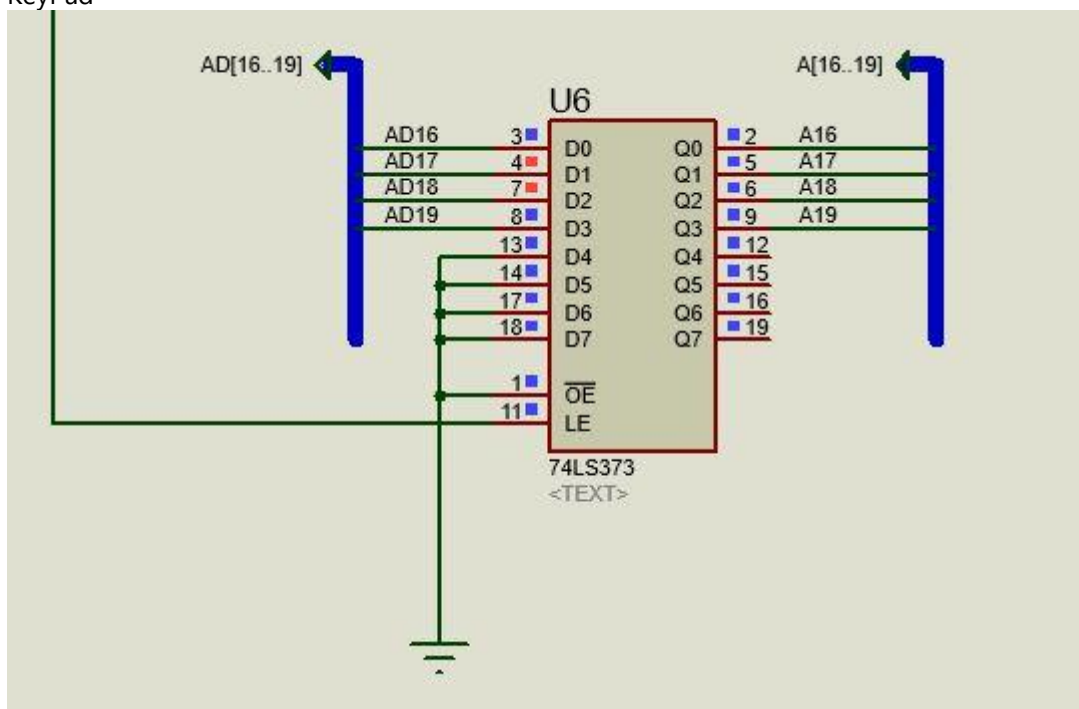 KeyPad
AD[16..19]
A[16..19]
U6
AD16 3 D0 Q0 2 A16
AD17 4 D1 Q1 5 A17
AD18 7 D2 Q2 6 A18
AD19 8 D3 Q3 9 A19
13 D4 Q4 12
14 D5 Q5 15
17 D6 Q6 16
18 D7 Q7 19
1 OE
11 LE
74LS373
<TEXT>